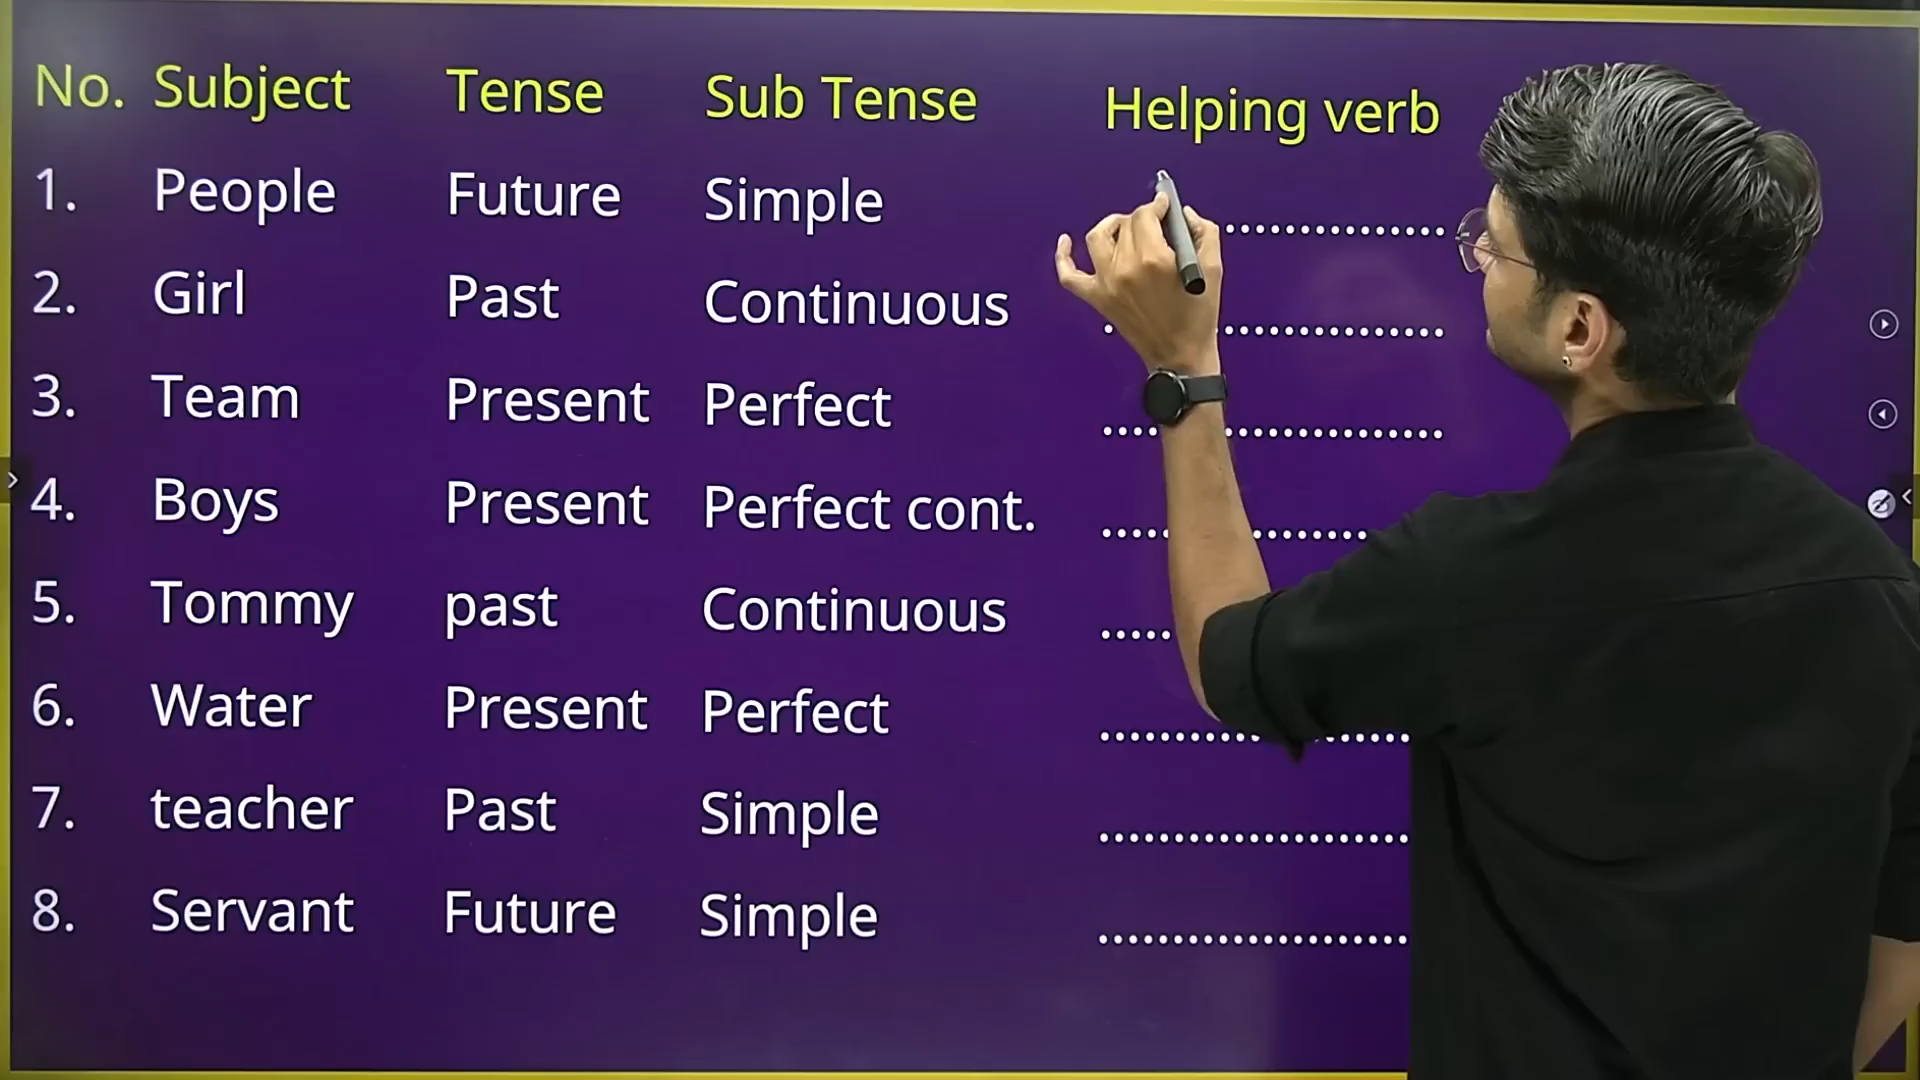 No. Subject Tense Sub Tense Helping verb
1. People Future Simple ....................
2. Girl Past Continuous ....................
3. Team Present Perfect ....................
4. Boys Present Perfect cont. ....................
5. Tommy past Continuous ....................
6. Water Present Perfect ....................
7. teacher Past Simple ....................
8. Servant Future Simple ....................